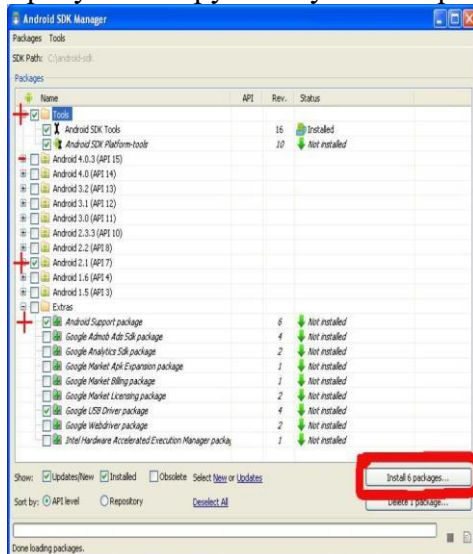 Android SDK Manager
Packages Tools
SDK Path: C:\android-sdk
Packages
Name API Rev. Status
Tools
Android SDK Tools 16 Installed
Android SDK Platform-tools 10 Not installed
Android 4.0.3 (API 15)
Android 4.0 (API 14)
Android 3.2 (API 13)
Android 3.1 (API 12)
Android 3.0 (API 11)
Android 2.3.3 (API 10)
Android 2.2 (API 8)
Android 2.1 (API 7)
Android 1.6 (API 4)
Android 1.5 (API 3)
Extras
Android Support package 6 Not installed
Google Admob Ads Sdk package 4 Not installed
Google Analytics Sdk package 2 Not installed
Google Market Apk Expansion package 1 Not installed
Google Market Billing package 1 Not installed
Google Market Licensing package 2 Not installed
Google USB Driver package 4 Not installed
Google Webdriver package 2 Not installed
Intel Hardware Accelerated Execution Manager packag 1 Not installed
Show: Updates/New Installed Obsolete Select New or Updates Install 6 packages...
Sort by: API level Repository Deselect All Delete 1 package...
Done loading packages.